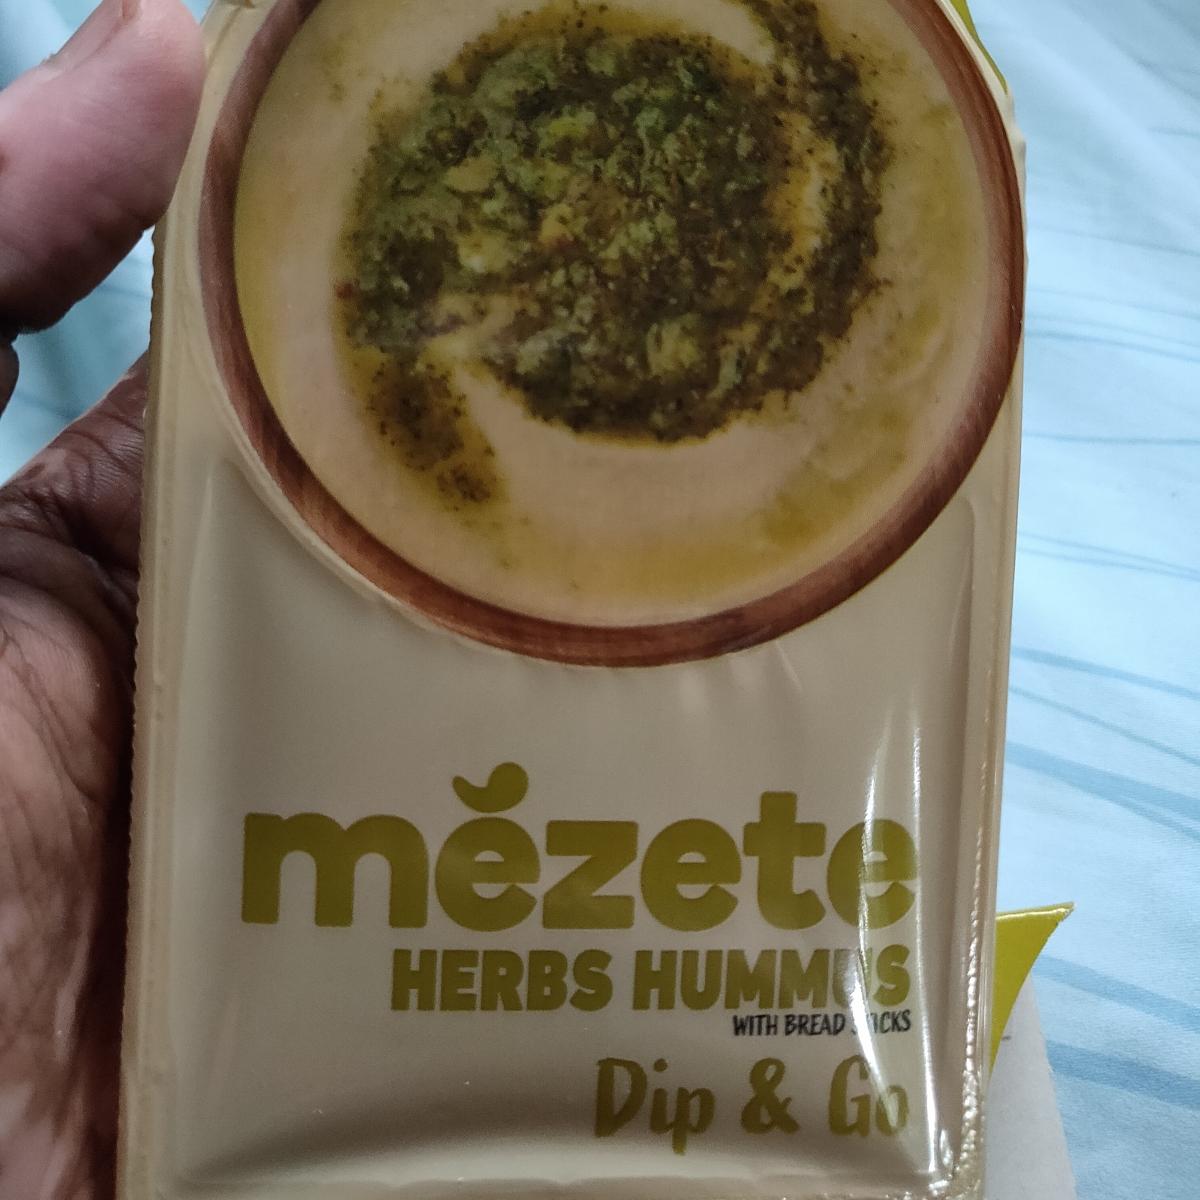 mězete
HERBS HUMMUS
WITH BREAD STICKS
Dip & Go